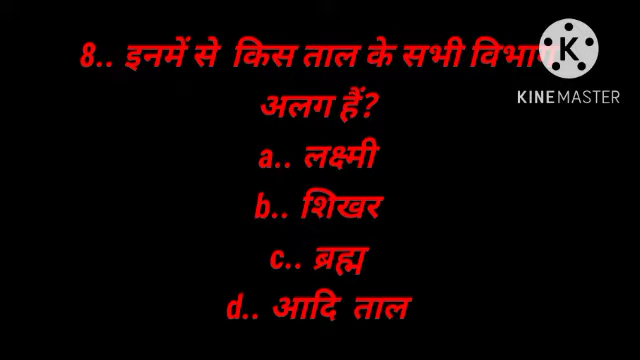 8.. इनमें से किस ताल के सभी विभाग
अलग हैं?
a.. लक्ष्मी
b.. शिखर
c.. ब्रह्म
d.. आदि ताल
K
KINEMASTER